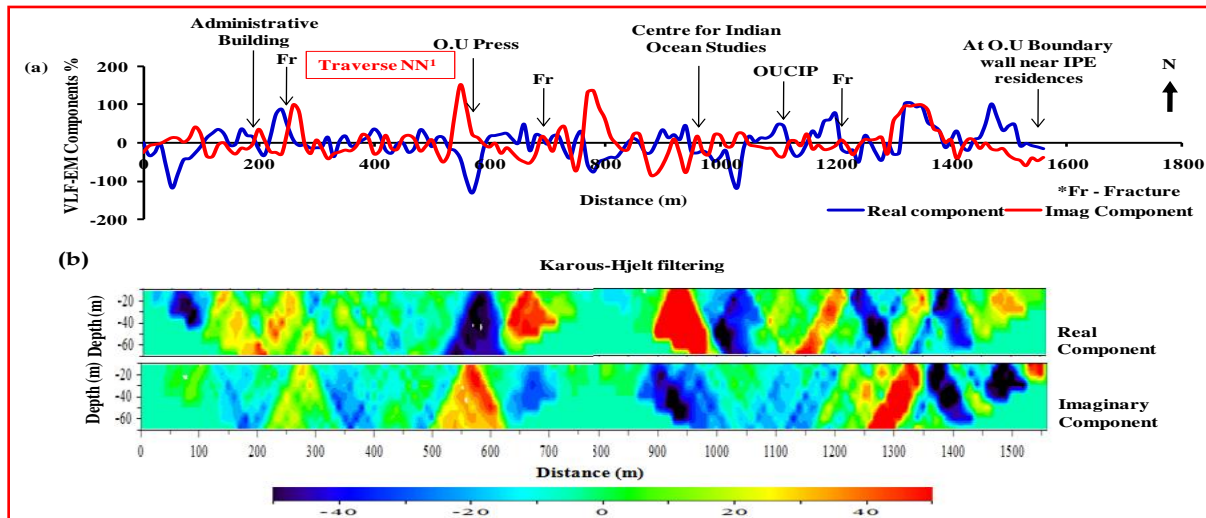 Administrative
Building
Fr
Traverse NN¹
O.U Press
Fr
Centre for Indian
Ocean Studies
OUCIP
Fr
At O.U Boundary
wall near IPE
residences
N
(a)
VLF-EM Components %
200
100
0
-100
-200
0
200
400
600
800
1000
1200
1400
1600
1800
Distance (m)
*Fr - Fracture
Real component
Imag Component
(b)
Karous-Hjelt filtering
Depth (m)
-20
-40
-60
Real
Component
Depth (m)
-20
-40
-60
Imaginary
Component
0 100 200 300 400 500 600 700 800 900 1000 1100 1200 1300 1400 1500
Distance (m)
-40 -20 0 20 40